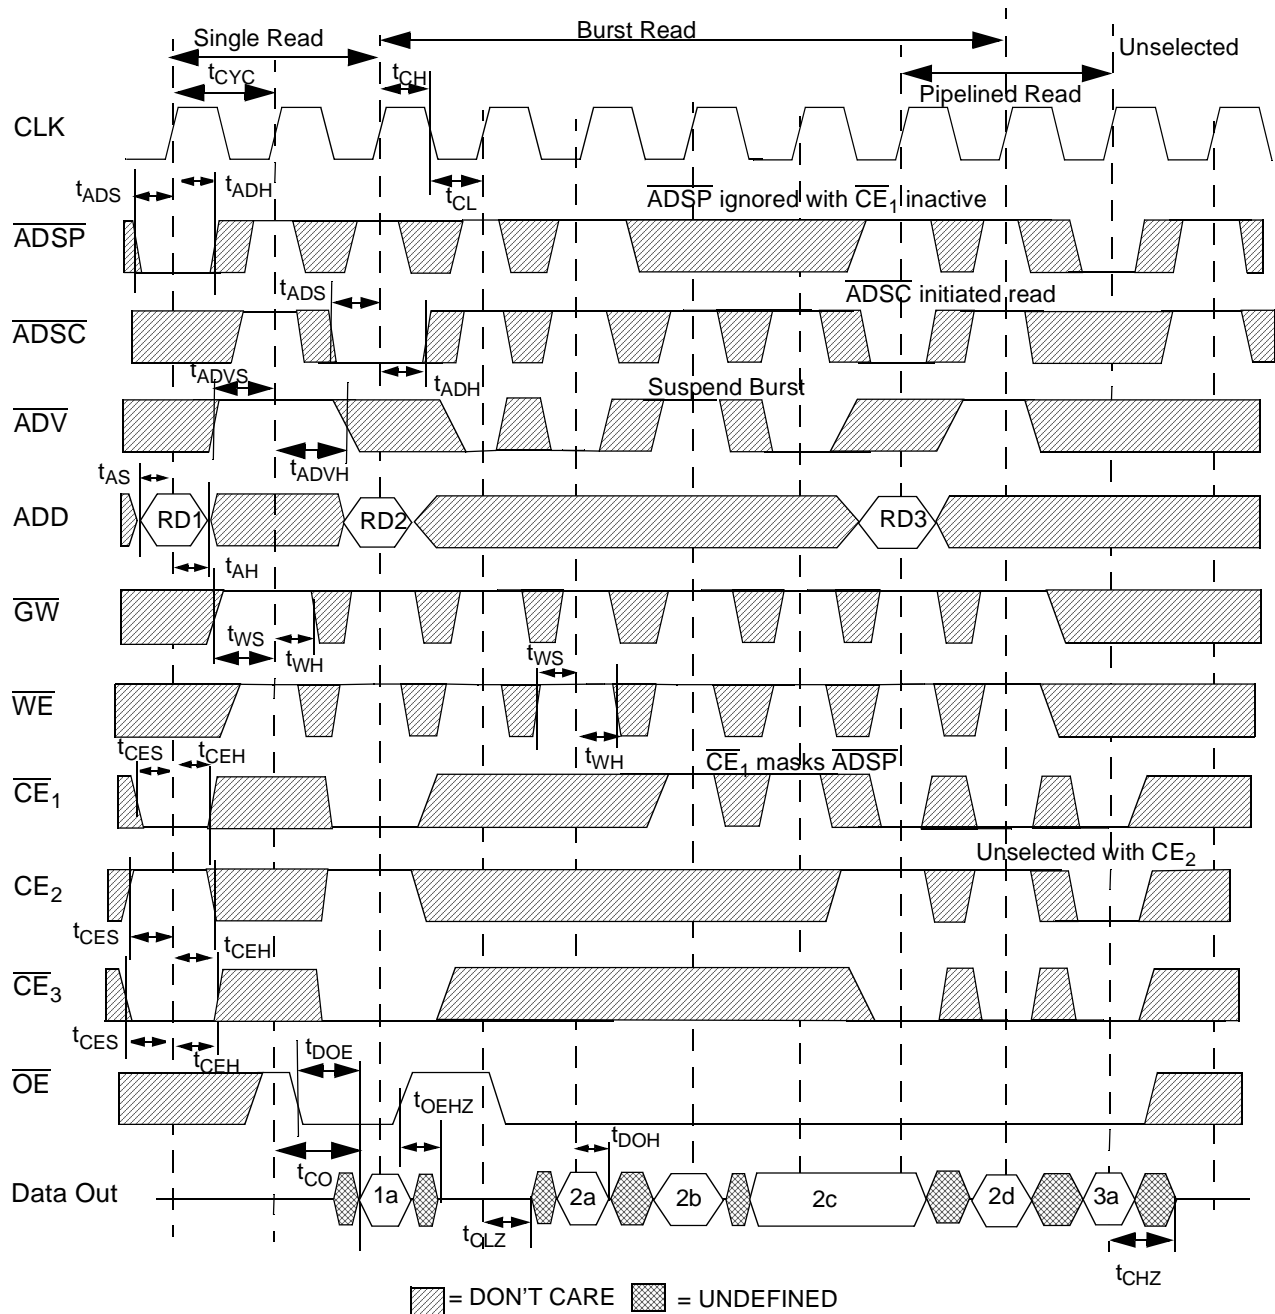 Single Read
Burst Read
Unselected
tCYC
tCH
Pipelined Read
CLK
tADS
tADH
tCL
ADSP ignored with CE1 inactive
ADSP
tADS
ADSC initiated read
ADSC
tADVS
tADH
Suspend Burst
ADV
tADVH
tAS
ADD
RD1
RD2
RD3
tAH
GW
tWS
tWH
tWS
WE
tWH
tCES
tCEH
CE1 masks ADSP
CE1
Unselected with CE2
CE2
tCES
tCEH
CE3
tCES
tCEH
tDOE
OE
tOEHZ
tDOH
tCO
Data Out
1a
2a
2b
2c
2d
3a
tCLZ
tCHZ
= DON'T CARE
= UNDEFINED